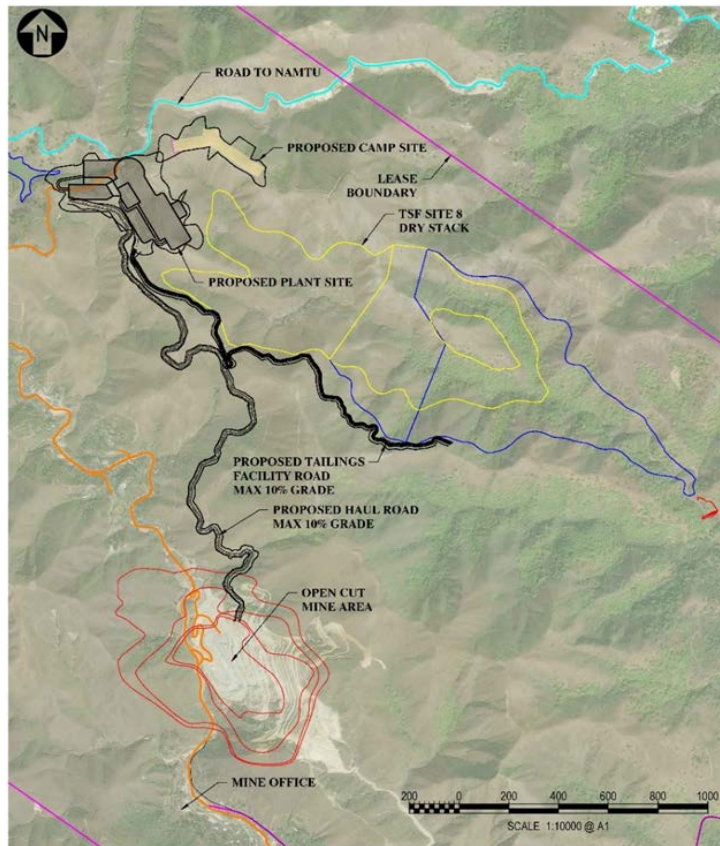 N
ROAD TO NAMTU
PROPOSED CAMP SITE
LEASE
BOUNDARY
TSF SITE 8
DRY STACK
PROPOSED PLANT SITE
PROPOSED TAILINGS
FACILITY ROAD
MAX 10% GRADE
PROPOSED HAUL ROAD
MAX 10% GRADE
OPEN CUT
MINE AREA
MINE OFFICE
200 0 200 400 600 800 1000
SCALE 1:10000 @ A1